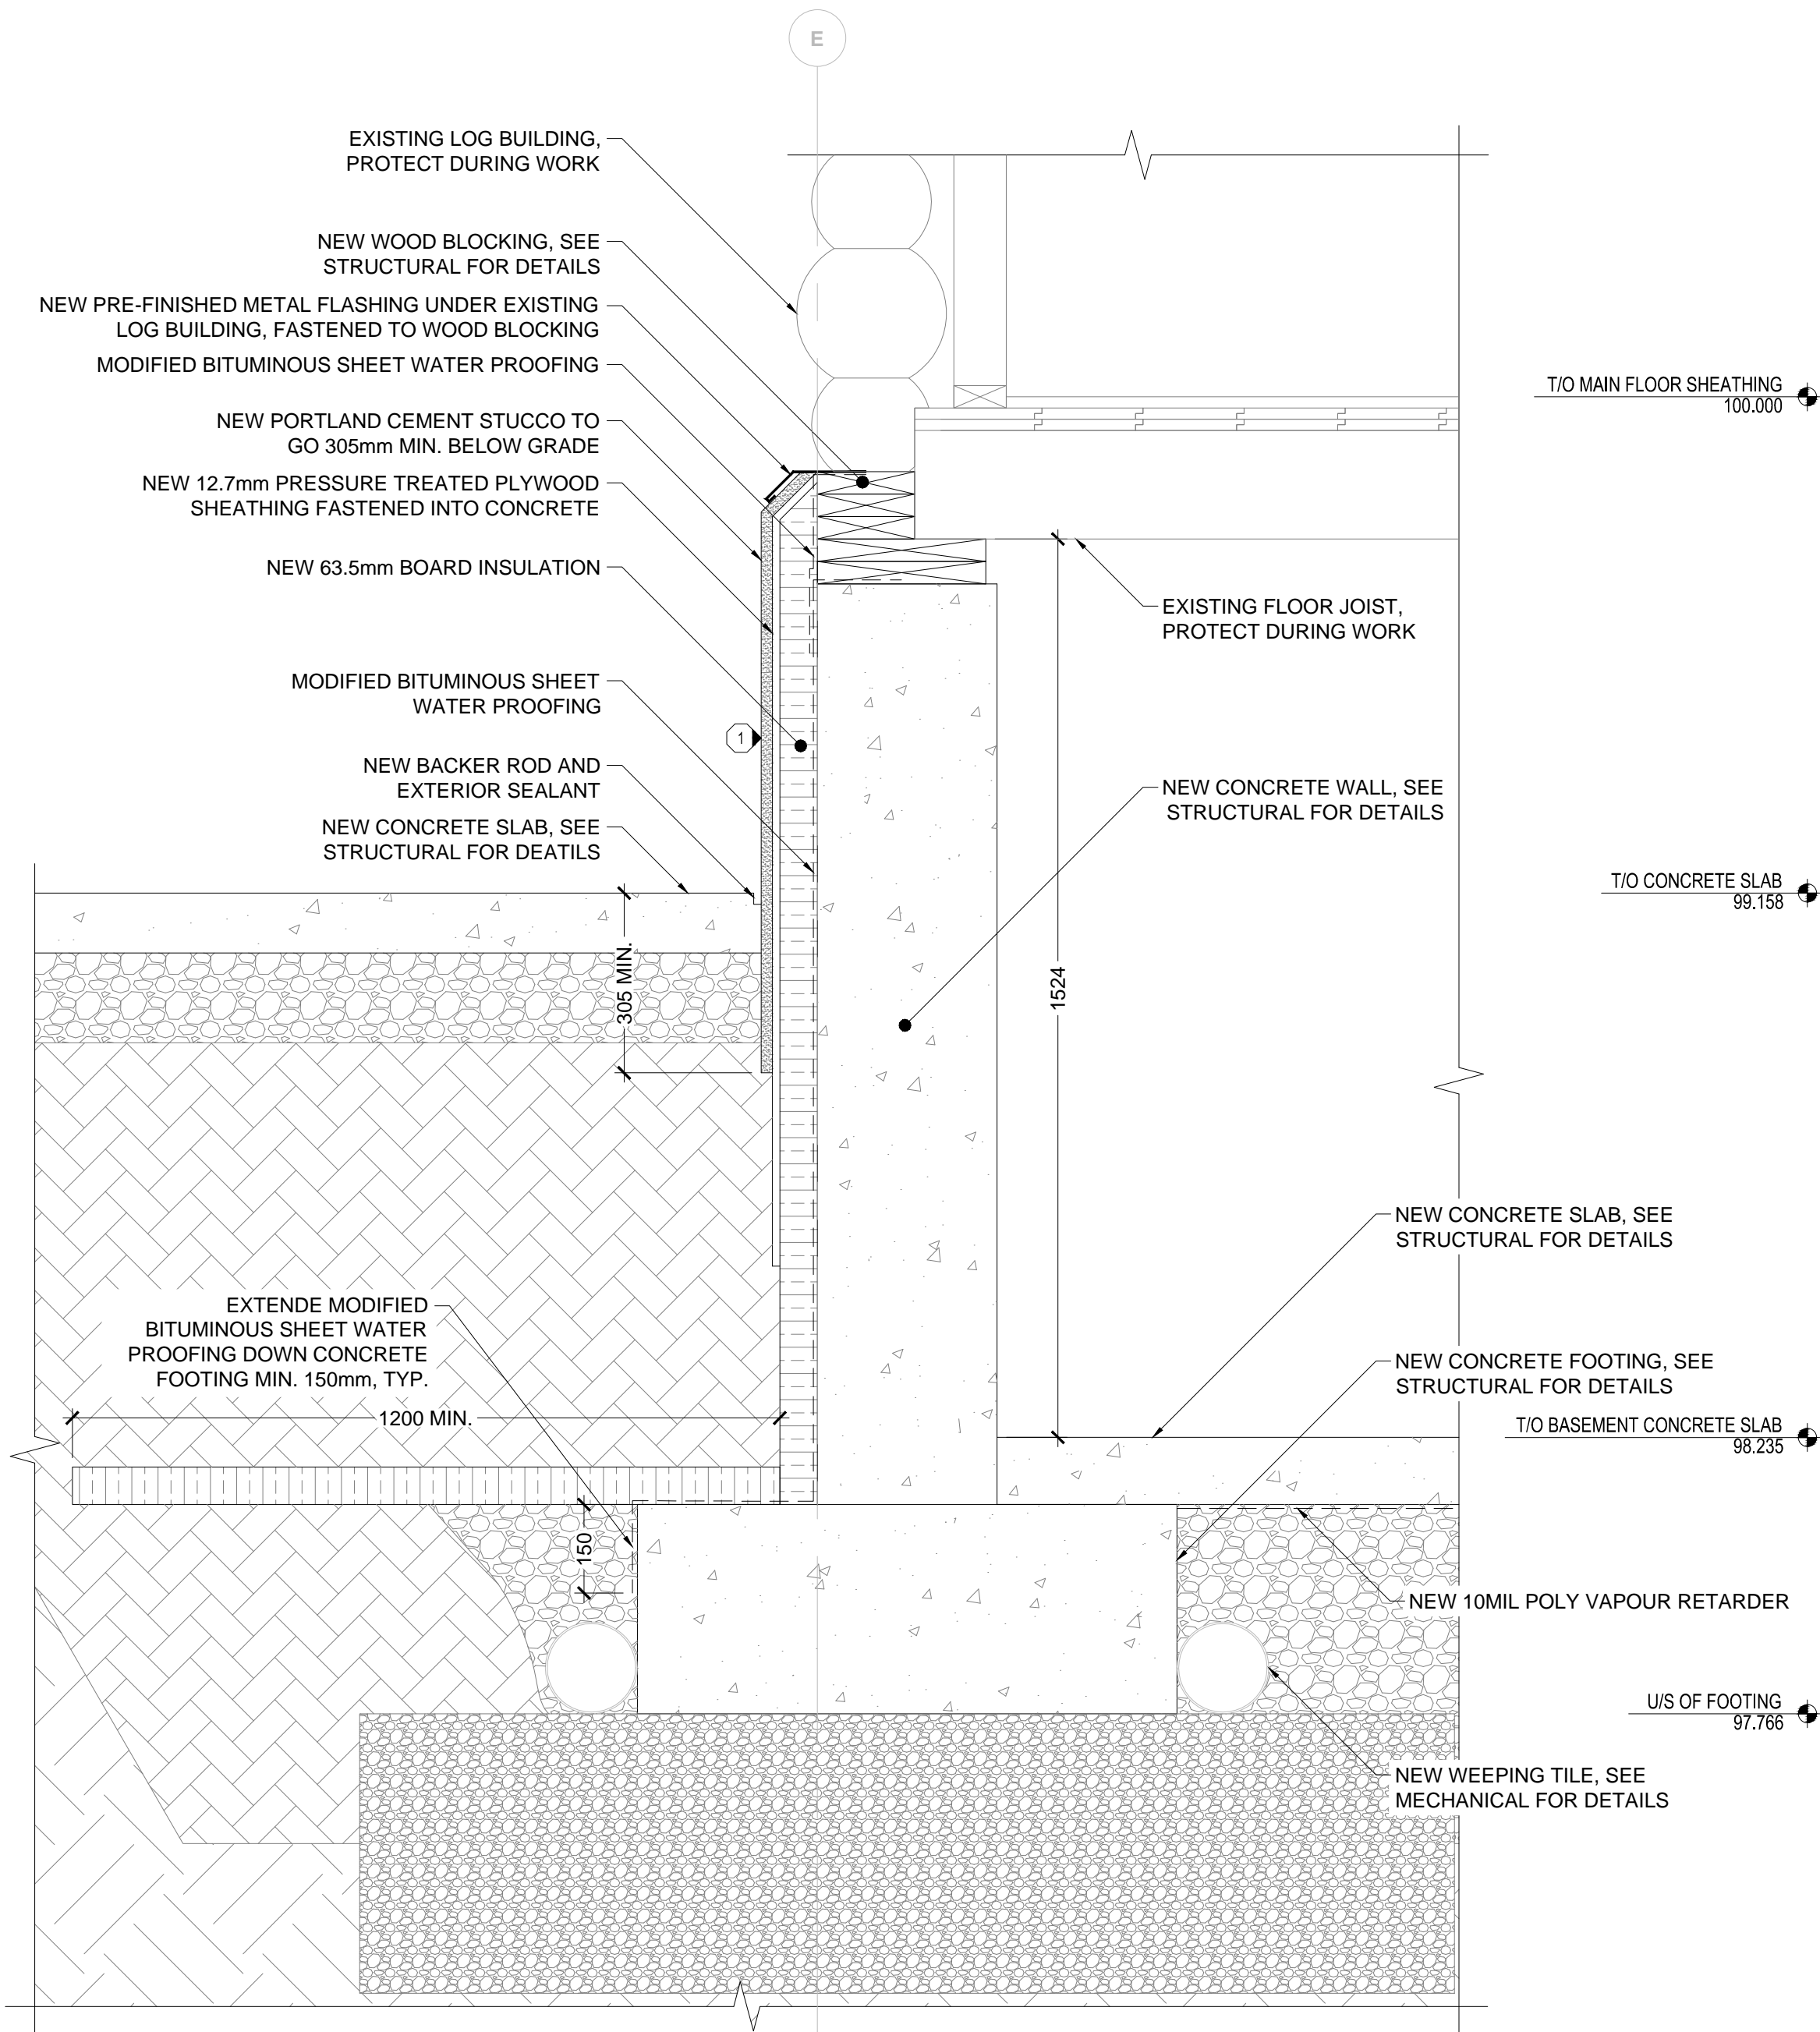 E
EXISTING LOG BUILDING,
PROTECT DURING WORK
NEW WOOD BLOCKING, SEE
STRUCTURAL FOR DETAILS
NEW PRE-FINISHED METAL FLASHING UNDER EXISTING
LOG BUILDING, FASTENED TO WOOD BLOCKING
MODIFIED BITUMINOUS SHEET WATER PROOFING
NEW PORTLAND CEMENT STUCCO TO
GO 305mm MIN. BELOW GRADE
NEW 12.7mm PRESSURE TREATED PLYWOOD
SHEATHING FASTENED INTO CONCRETE
NEW 63.5mm BOARD INSULATION
MODIFIED BITUMINOUS SHEET
WATER PROOFING
1
NEW BACKER ROD AND
EXTERIOR SEALANT
NEW CONCRETE SLAB, SEE
STRUCTURAL FOR DEATILS
305 MIN.
EXTENDE MODIFIED
BITUMINOUS SHEET WATER
PROOFING DOWN CONCRETE
FOOTING MIN. 150mm, TYP.
1200 MIN.
150
EXISTING FLOOR JOIST,
PROTECT DURING WORK
NEW CONCRETE WALL, SEE
STRUCTURAL FOR DETAILS
1524
NEW CONCRETE SLAB, SEE
STRUCTURAL FOR DETAILS
NEW CONCRETE FOOTING, SEE
STRUCTURAL FOR DETAILS
NEW 10MIL POLY VAPOUR RETARDER
NEW WEEPING TILE, SEE
MECHANICAL FOR DETAILS
T/O MAIN FLOOR SHEATHING
100.000
T/O CONCRETE SLAB
99.158
T/O BASEMENT CONCRETE SLAB
98.235
U/S OF FOOTING
97.766